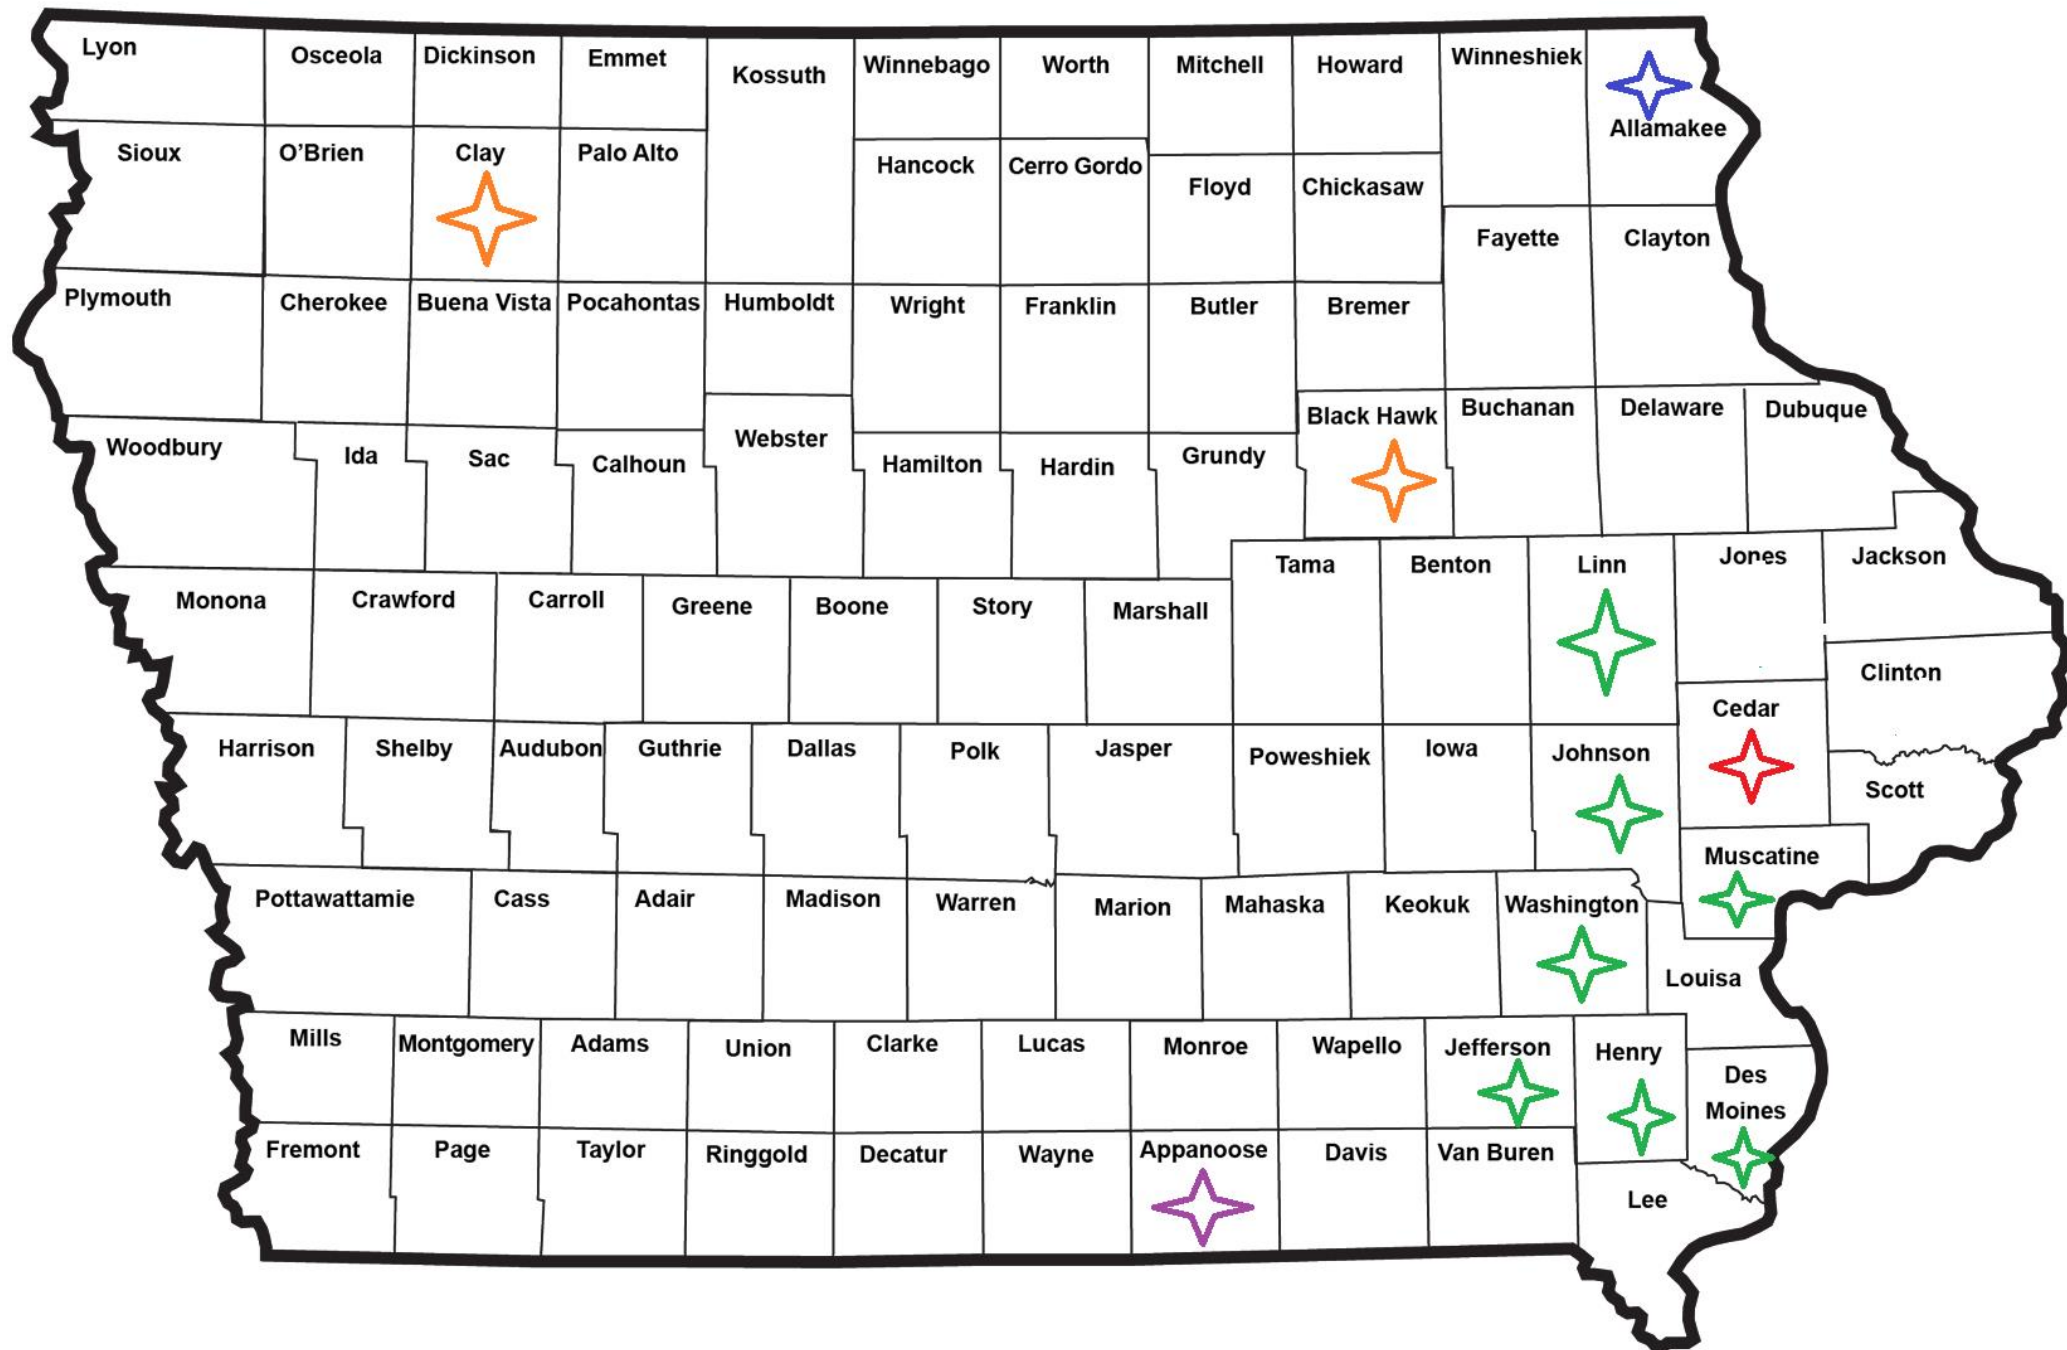 Lyon
Osceola
Dickinson
Emmet
Kossuth
Winnebago
Worth
Mitchell
Howard
Winneshiek
Allamakee
Sioux
O’Brien
Clay
Palo Alto
Hancock
Cerro Gordo
Floyd
Chickasaw
Fayette
Clayton
Plymouth
Cherokee
Buena Vista
Pocahontas
Humboldt
Wright
Franklin
Butler
Bremer
Black Hawk
Buchanan
Delaware
Dubuque
Woodbury
Ida
Sac
Calhoun
Webster
Hamilton
Hardin
Grundy
Tama
Benton
Linn
Jones
Jackson
Monona
Crawford
Carroll
Greene
Boone
Story
Marshall
Clinton
Cedar
Harrison
Shelby
Audubon
Guthrie
Dallas
Polk
Jasper
Poweshiek
Iowa
Johnson
Scott
Muscatine
Pottawattamie
Cass
Adair
Madison
Warren
Marion
Mahaska
Keokuk
Washington
Louisa
Mills
Montgomery
Adams
Union
Clarke
Lucas
Monroe
Wapello
Jefferson
Henry
Des
Moines
Fremont
Page
Taylor
Ringgold
Decatur
Wayne
Appanoose
Davis
Van Buren
Lee